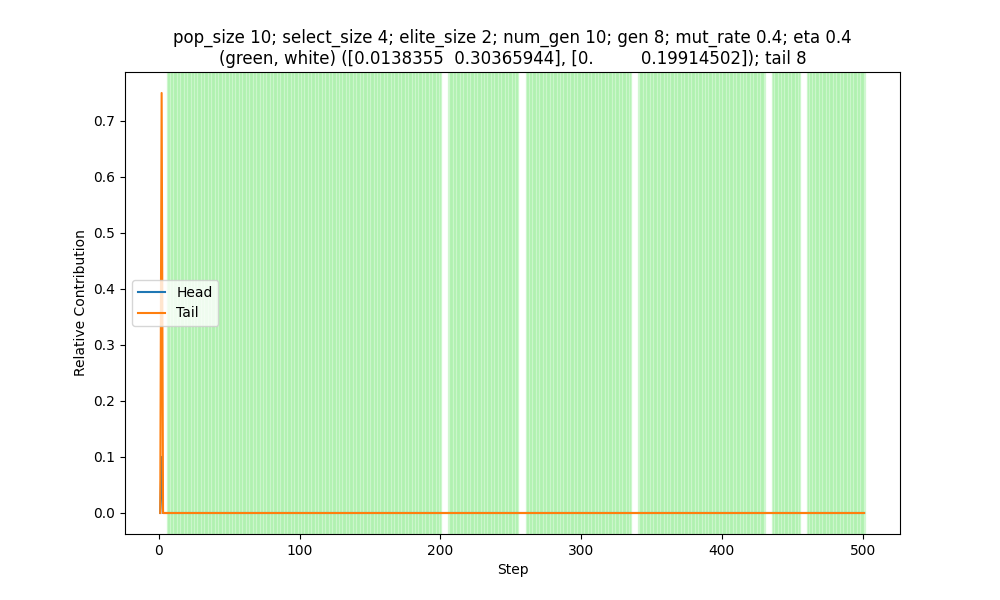 pop_size 10; select_size 4; elite_size 2; num_gen 10; gen 8; mut_rate 0.4; eta 0.4
(green, white) ([0.0138355  0.30365944], [0.         0.19914502]); tail 8
0.7
0.6
0.5
0.4
0.3
0.2
0.1
0.0
Relative Contribution
Head
Tail
0 100 200 300 400 500
Step